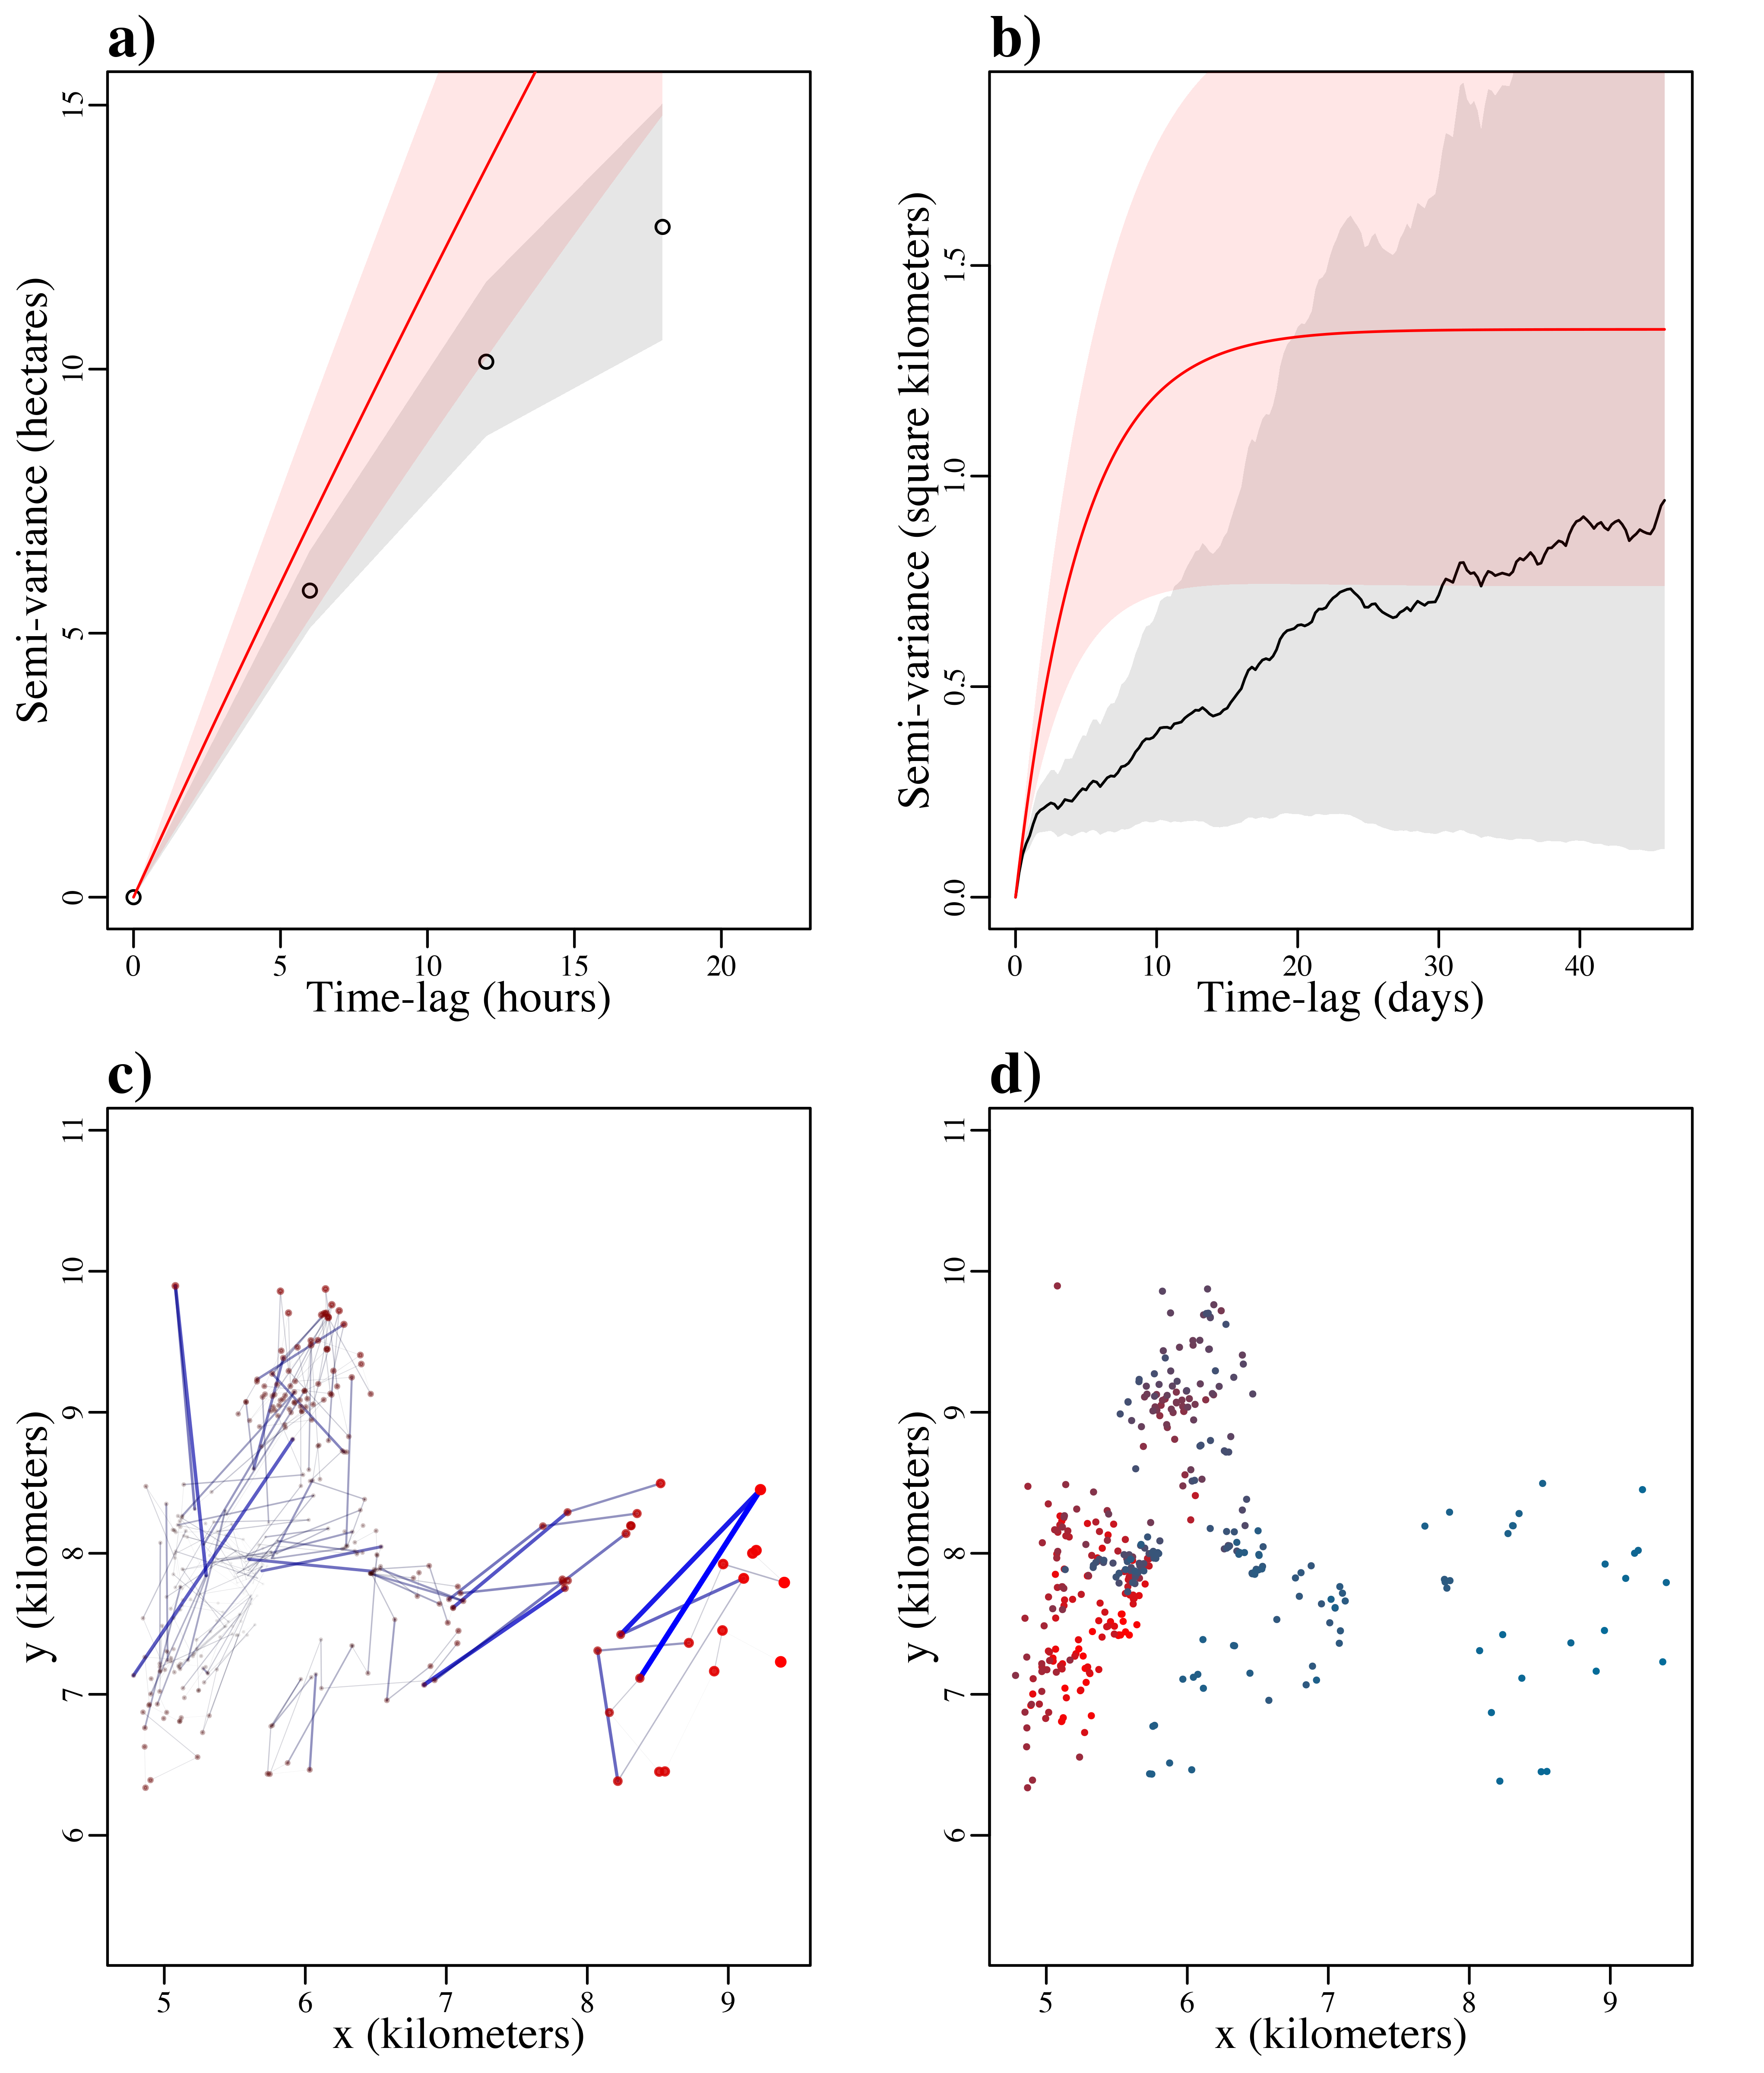 a)
Semi-variance (hectares)
15
10
5
0
0 5 10 15 20
Time-lag (hours)
b)
Semi-variance (square kilometers)
1.5
1.0
0.5
0.0
0 10 20 30 40
Time-lag (days)
c)
y (kilometers)
11
10
9
8
7
6
5 6 7 8 9
x (kilometers)
d)
y (kilometers)
11
10
9
8
7
6
5 6 7 8 9
x (kilometers)